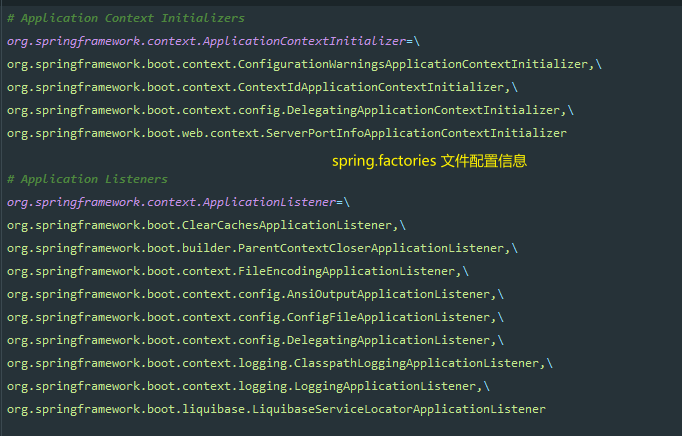 # Application Context Initializers
org.springframework.context.ApplicationContextInitializer=\
org.springframework.boot.context.ConfigurationWarningsApplicationContextInitializer,\
org.springframework.boot.context.ContextIdApplicationContextInitializer,\
org.springframework.boot.context.config.DelegatingApplicationContextInitializer,\
org.springframework.boot.web.context.ServerPortInfoApplicationContextInitializer
spring.factories 文件配置信息
# Application Listeners
org.springframework.context.ApplicationListener=\
org.springframework.boot.ClearCachesApplicationListener,\
org.springframework.boot.builder.ParentContextCloserApplicationListener,\
org.springframework.boot.context.FileEncodingApplicationListener,\
org.springframework.boot.context.config.AnsiOutputApplicationListener,\
org.springframework.boot.context.config.ConfigFileApplicationListener,\
org.springframework.boot.context.config.DelegatingApplicationListener,\
org.springframework.boot.context.logging.ClasspathLoggingApplicationListener,\
org.springframework.boot.context.logging.LoggingApplicationListener,\
org.springframework.boot.liquibase.LiquibaseServiceLocatorApplicationListener